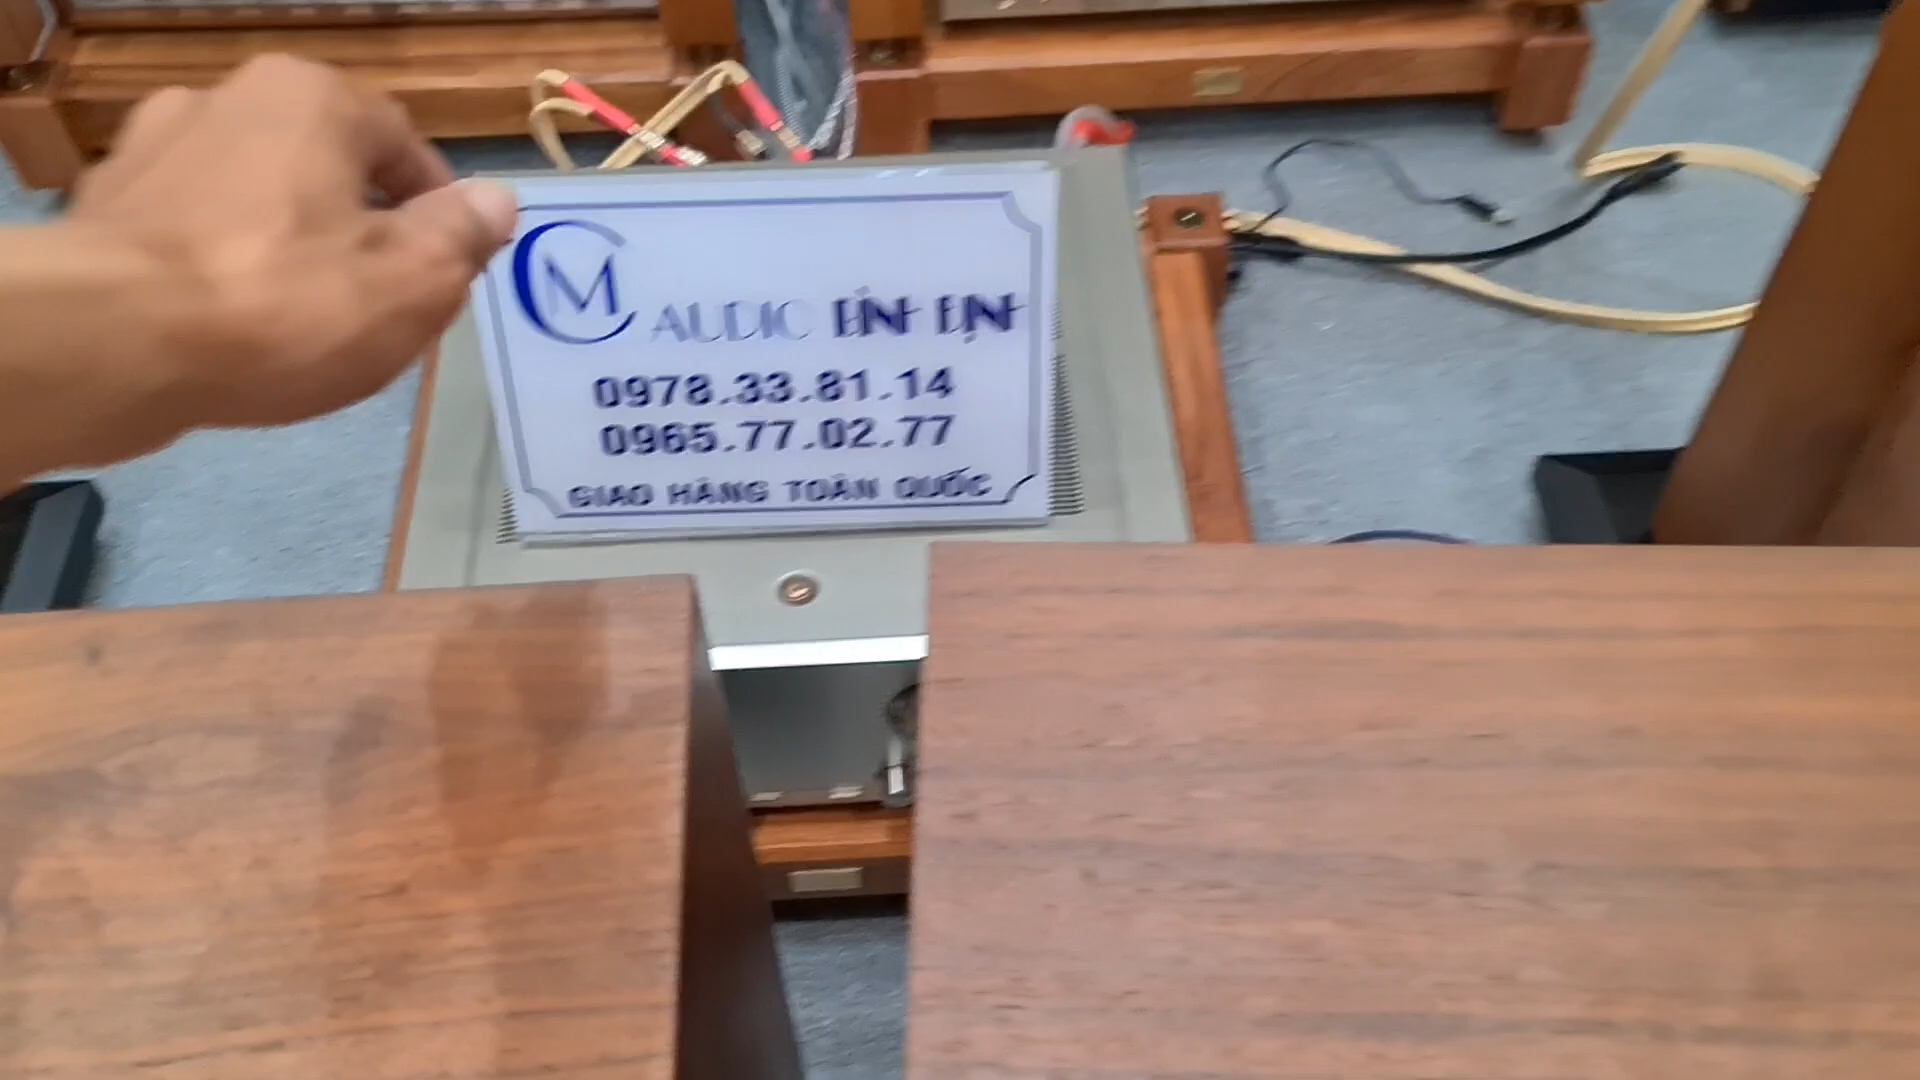 CM AUDIO BÌNH ĐỊNH
0978.33.81.14
0965.77.02.77
GIAO HÀNG TOÀN QUỐC